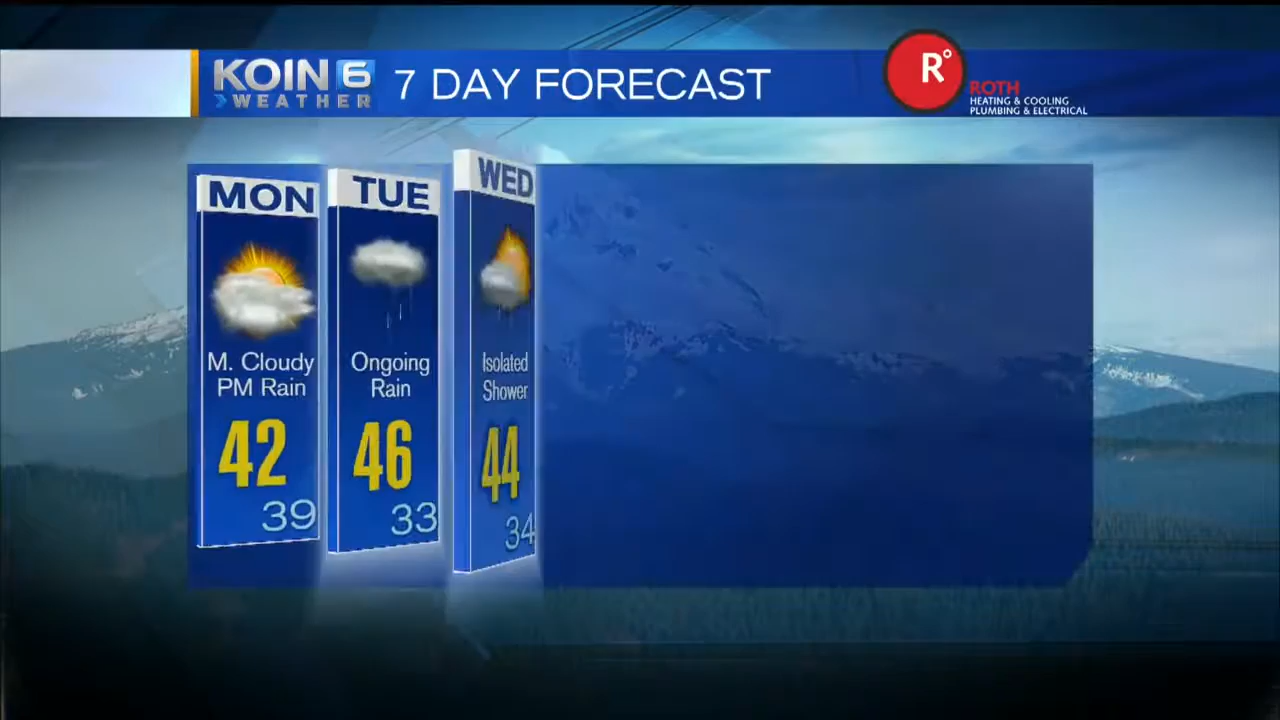 KOIN 6
WEATHER
7 DAY FORECAST
R°
ROTH
HEATING & COOLING
PLUMBING & ELECTRICAL
MON
M. Cloudy
PM Rain
42
39
TUE
Ongoing
Rain
46
33
WED
Isolated
Shower
44
34